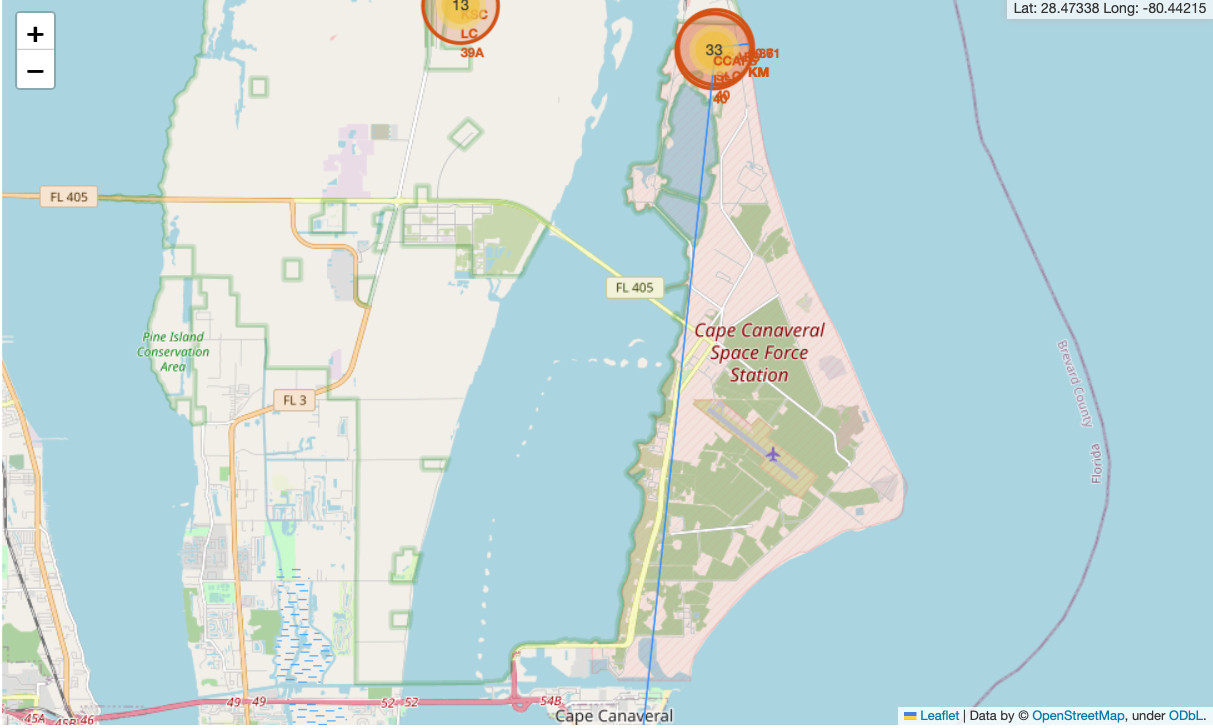 Lat: 28.47338 Long: -80.44215
+
−
13
KSC
LC
39A
33
CCAFS
KM
40
FL 405
FL 405
Cape Canaveral
Space Force
Station
Pine Island
Conservation
Area
FL 3
Brevard County
Florida
49 49
52 52
54B
45A
45B 46
Cape Canaveral
Leaflet | Data by © OpenStreetMap, under ODbL.